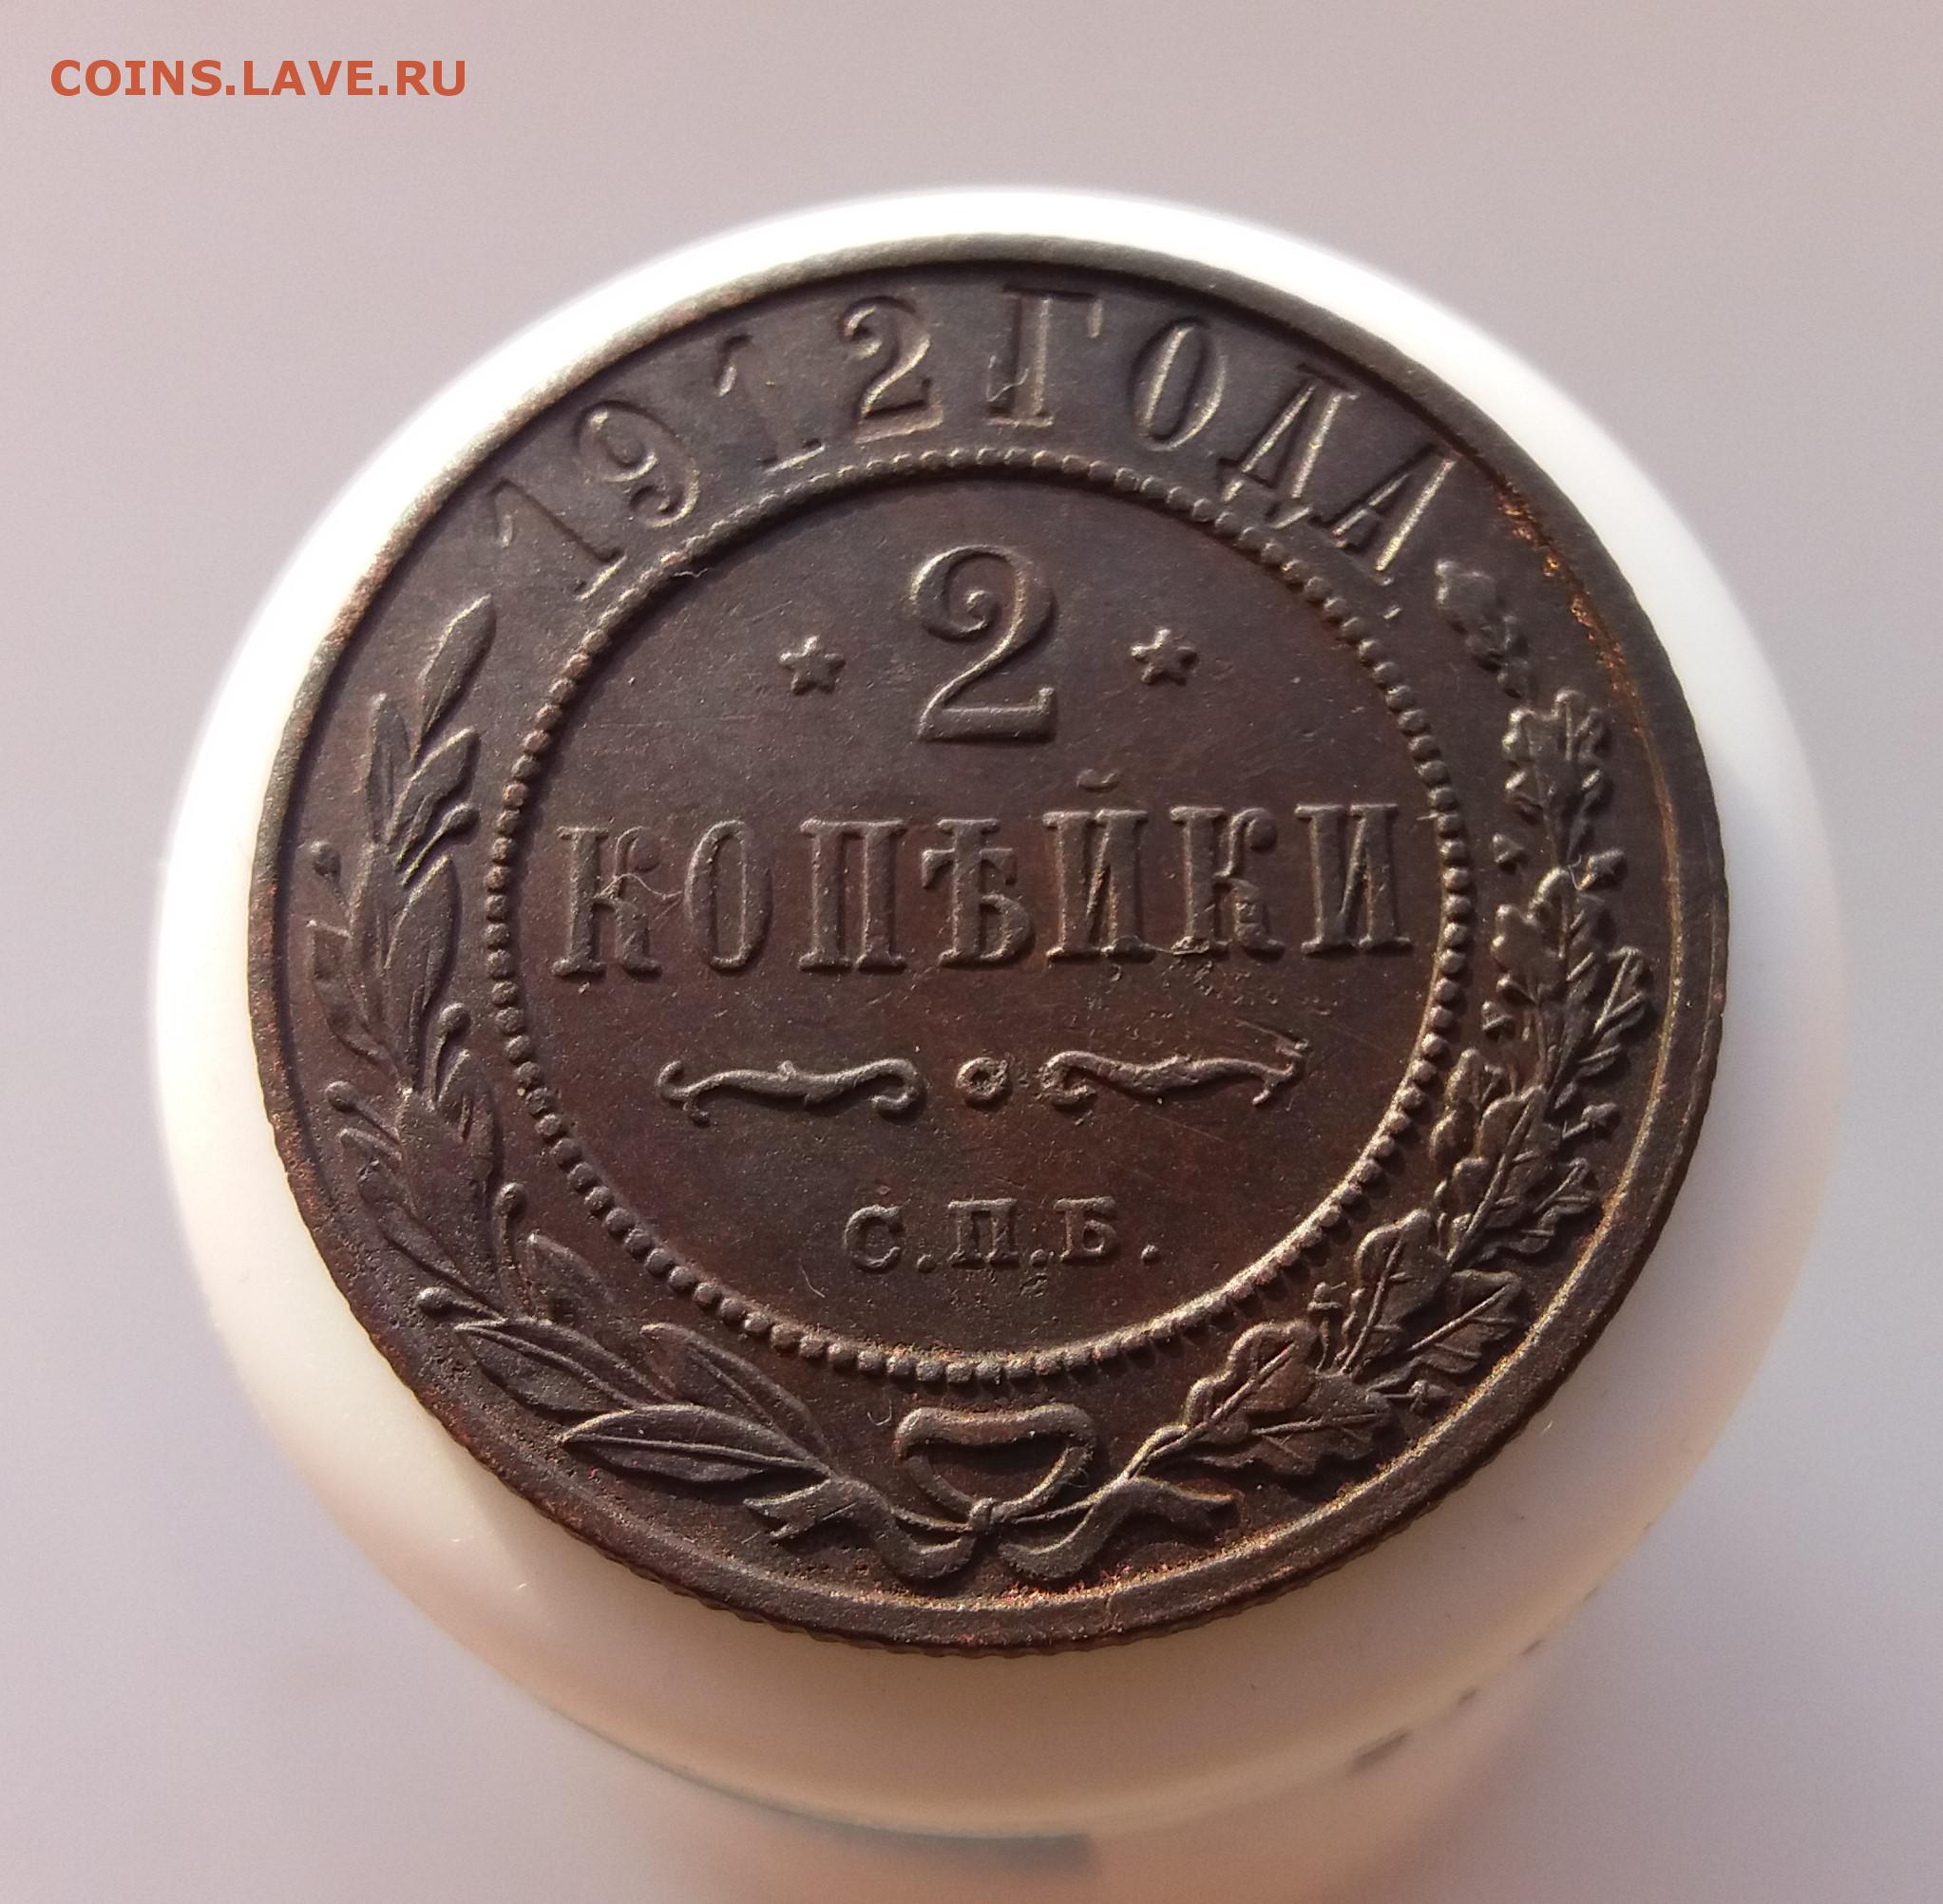 COINS.LAVE.RU
1912 ГОДА
2
КОПѢЙКИ
С.П.Б.